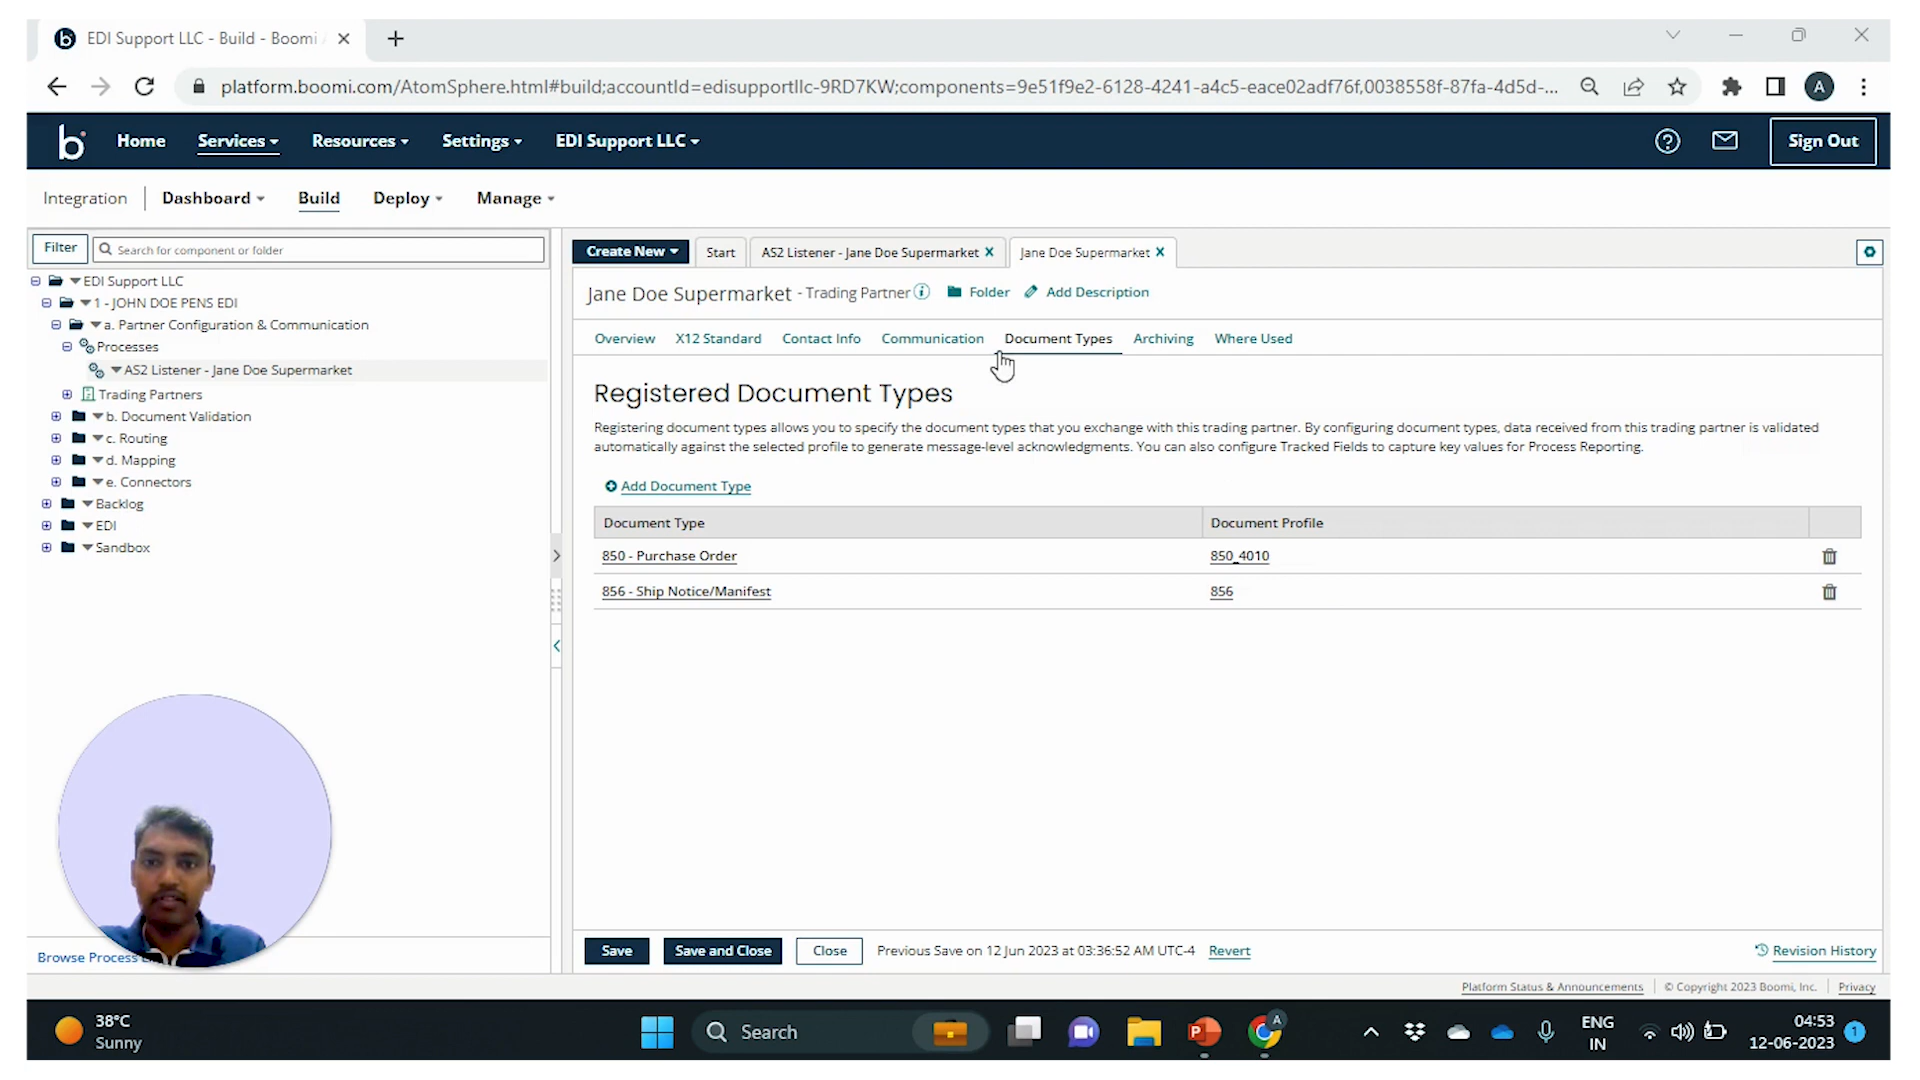 EDI Support LLC - Build - Boomi
platform.boomi.com/AtomSphere.html#build;accountId=edisupportllc-9RD7KW;components=9e51f9e2-6128-4241-a4c5-eace02adf76f,0038558f-87fa-4d5d-...
A
b Home Services Resources Settings EDI Support LLC Sign Out
Integration Dashboard Build Deploy Manage
Filter Search for component or folder
EDI Support LLC
1 - JOHN DOE PENS EDI
a. Partner Configuration & Communication
Processes
AS2 Listener - Jane Doe Supermarket
Trading Partners
b. Document Validation
c. Routing
d. Mapping
e. Connectors
Backlog
EDI
Sandbox
Browse Process
Create New Start AS2 Listener - Jane Doe Supermarket Jane Doe Supermarket
Jane Doe Supermarket - Trading Partner Folder Add Description
Overview X12 Standard Contact Info Communication Document Types Archiving Where Used
Registered Document Types
Registering document types allows you to specify the document types that you exchange with this trading partner. By configuring document types, data received from this trading partner is validated
automatically against the selected profile to generate message-level acknowledgments. You can also configure Tracked Fields to capture key values for Process Reporting.
Add Document Type
Document Type Document Profile
850 - Purchase Order 850_4010
856 - Ship Notice/Manifest 856
Save Save and Close Close Previous Save on 12 Jun 2023 at 03:36:52 AM UTC-4 Revert Revision History
Platform Status & Announcements © Copyright 2023 Boomi, Inc. Privacy
38°C
Sunny
Search
P
A
ENG
IN
04:53
12-06-2023
1